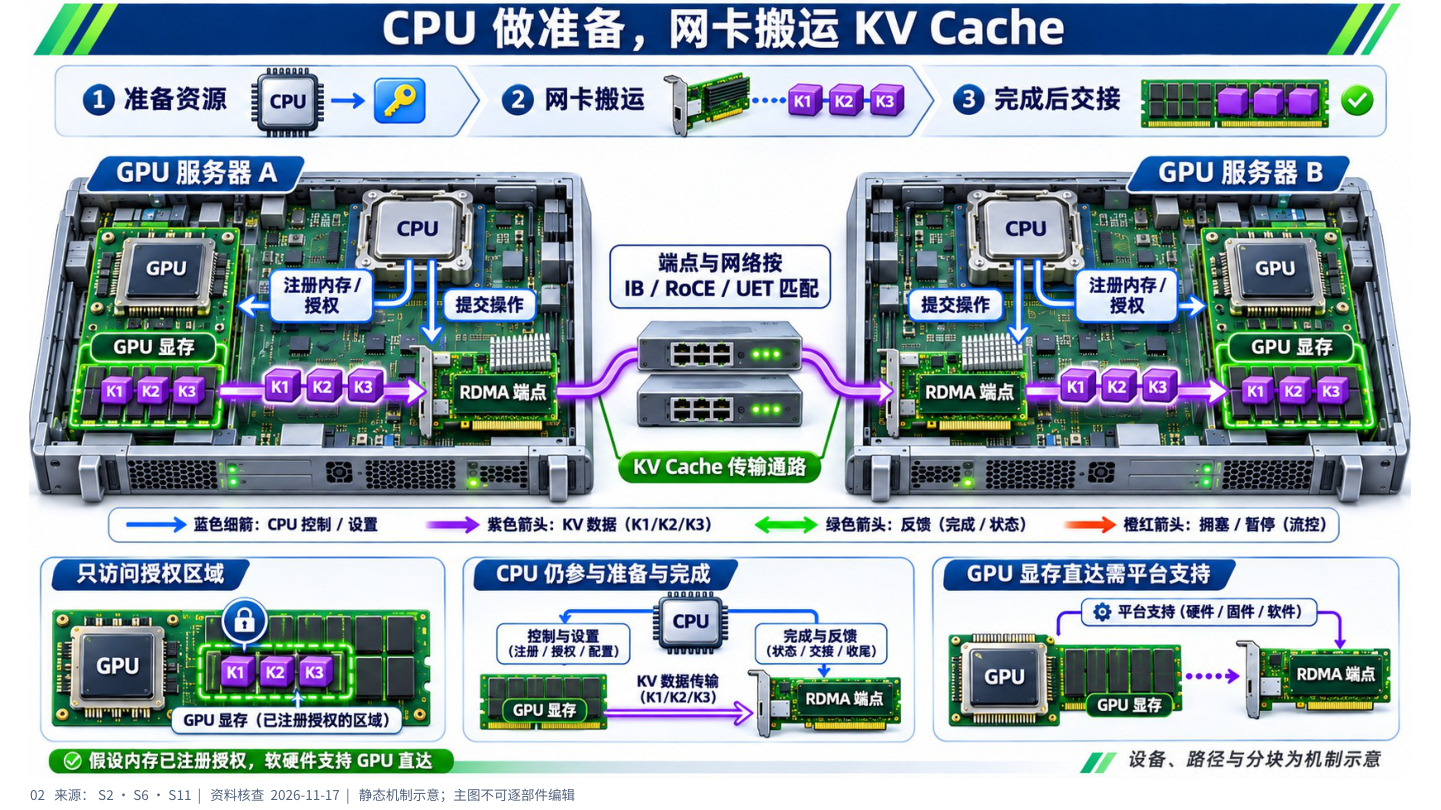 CPU 做准备，网卡搬运 KV Cache
1 准备资源
CPU
2 网卡搬运
K1 K2 K3
3 完成后交接
GPU 服务器 A
GPU 服务器 B
CPU
GPU
注册内存 /
授权
提交操作
GPU 显存
K1 K2 K3
K1 K2 K3
RDMA 端点
端点与网络按
IB / RoCE / UET 匹配
KV Cache 传输通路
CPU
GPU
提交操作
注册内存 /
授权
GPU 显存
RDMA 端点
K1 K2 K3
K1 K2 K3
蓝色细箭：CPU 控制 / 设置
紫色箭头：KV 数据（K1/K2/K3）
绿色箭头：反馈（完成 / 状态）
橙红箭头：拥塞 / 暂停（流控）
只访问授权区域
GPU
K1 K2 K3
GPU 显存（已注册授权的区域）
CPU 仍参与准备与完成
CPU
控制与设置
（注册 / 授权 / 配置）
完成与反馈
（状态 / 交接 / 收尾）
KV 数据传输
（K1/K2/K3）
GPU 显存
RDMA 端点
GPU 显存直达需平台支持
平台支持（硬件 / 固件 / 软件）
GPU
GPU 显存
RDMA 端点
假设内存已注册授权，软硬件支持 GPU 直达
设备、路径与分块为机制示意
02 来源： S2 · S6 · S11 | 资料核查 2026-11-17 | 静态机制示意；主图不可逐部件编辑